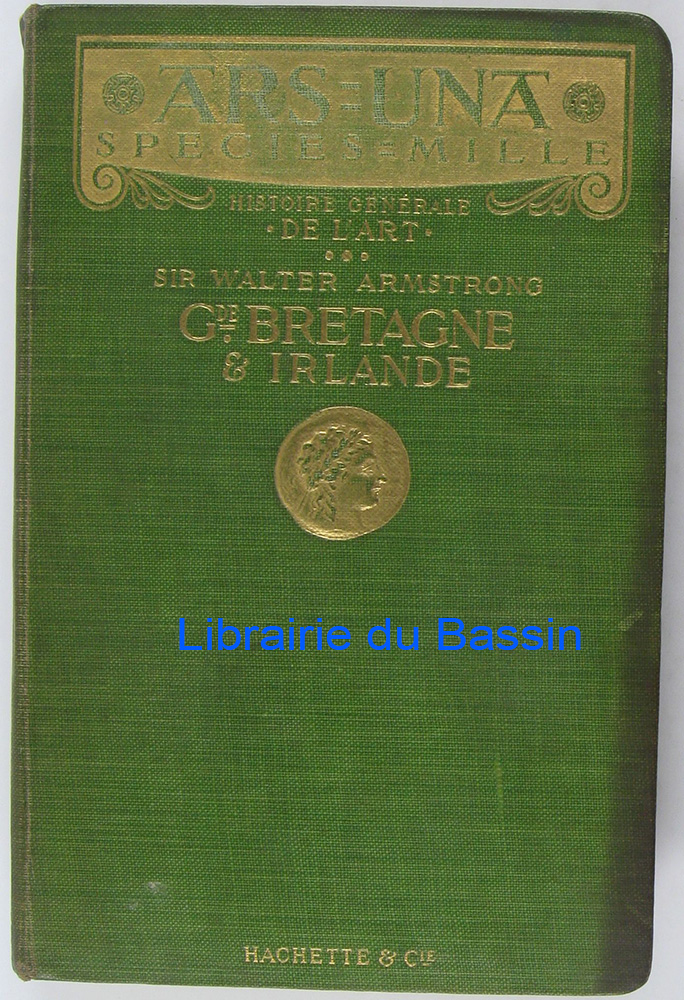 ARS=UNA
SPECIES=MILLE
HISTOIRE GÉNÉRALE
·DE L'ART·
SIR WALTER ARMSTRONG
GDE. BRETAGNE
& IRLANDE
Librairie du Bassin
HACHETTE & CIE